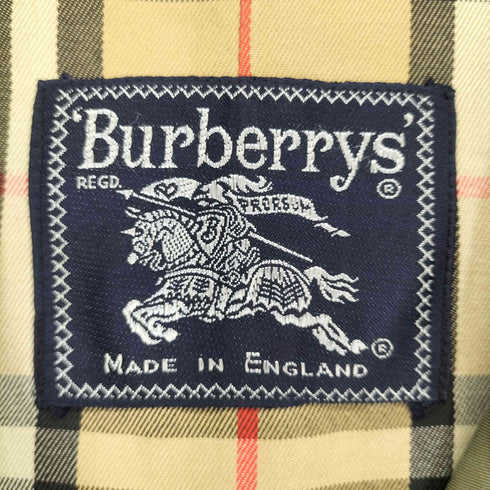 'Burberrys'
REGD. ®
PRORSUM
B
®
MADE IN ENGLAND